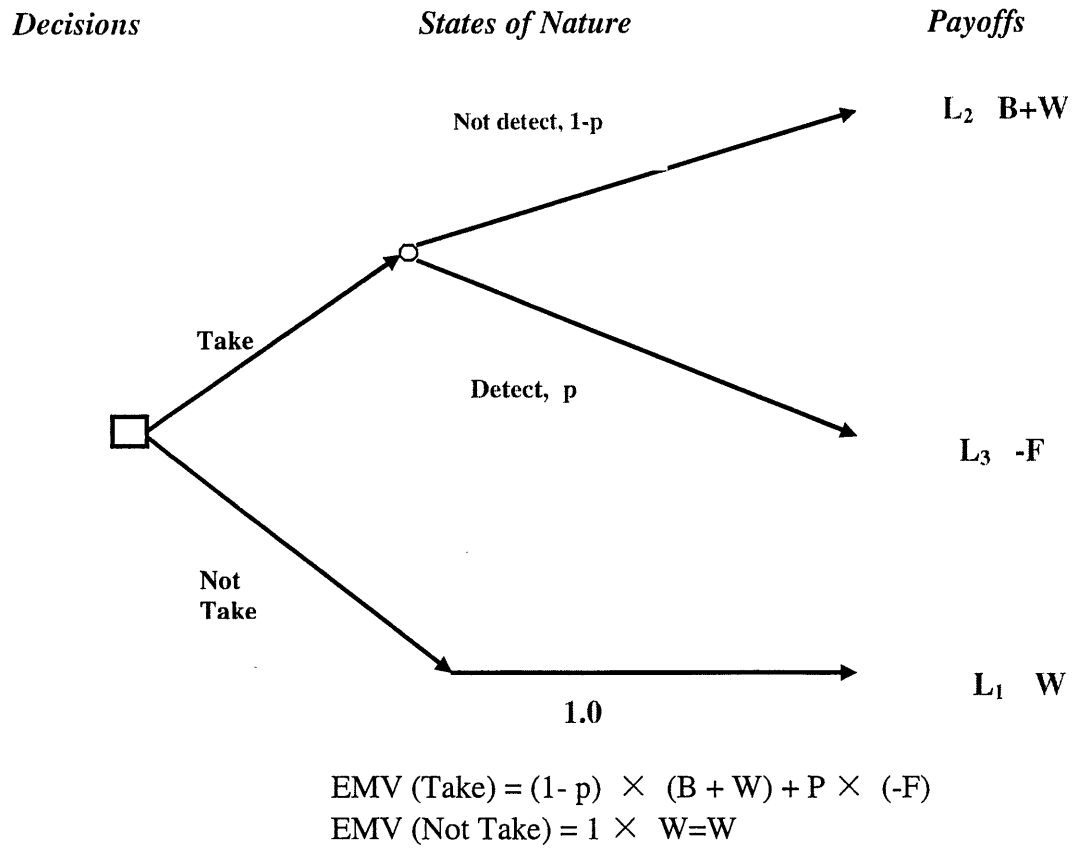 Decisions States of Nature Payoffs
Not detect, 1-p
L₂ B+W
Take
Detect, p
L₃ -F
Not
Take
L₁ W
1.0
EMV (Take) = (1- p) × (B + W) + P × (-F)
EMV (Not Take) = 1 × W=W